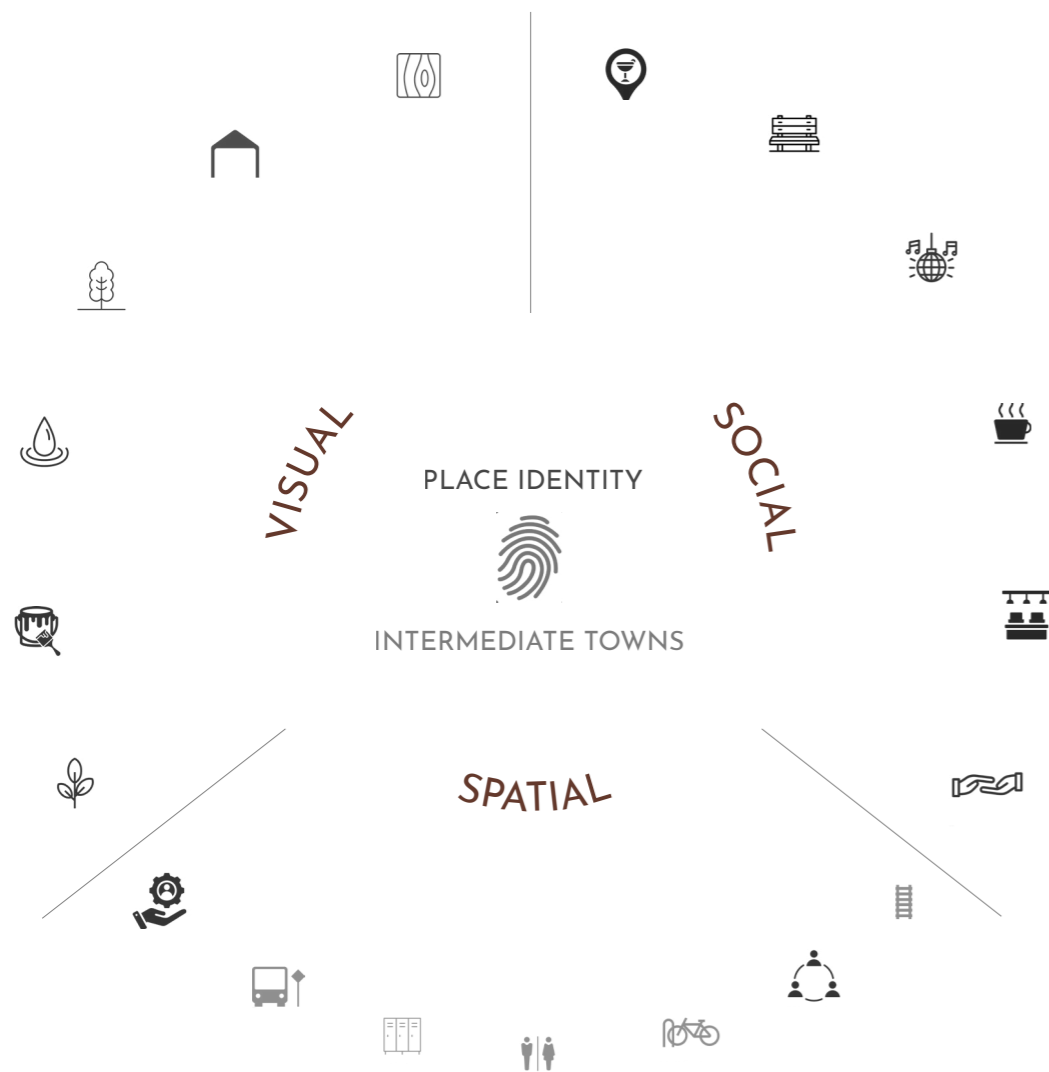 VISUAL
SOCIAL
PLACE IDENTITY
INTERMEDIATE TOWNS
SPATIAL